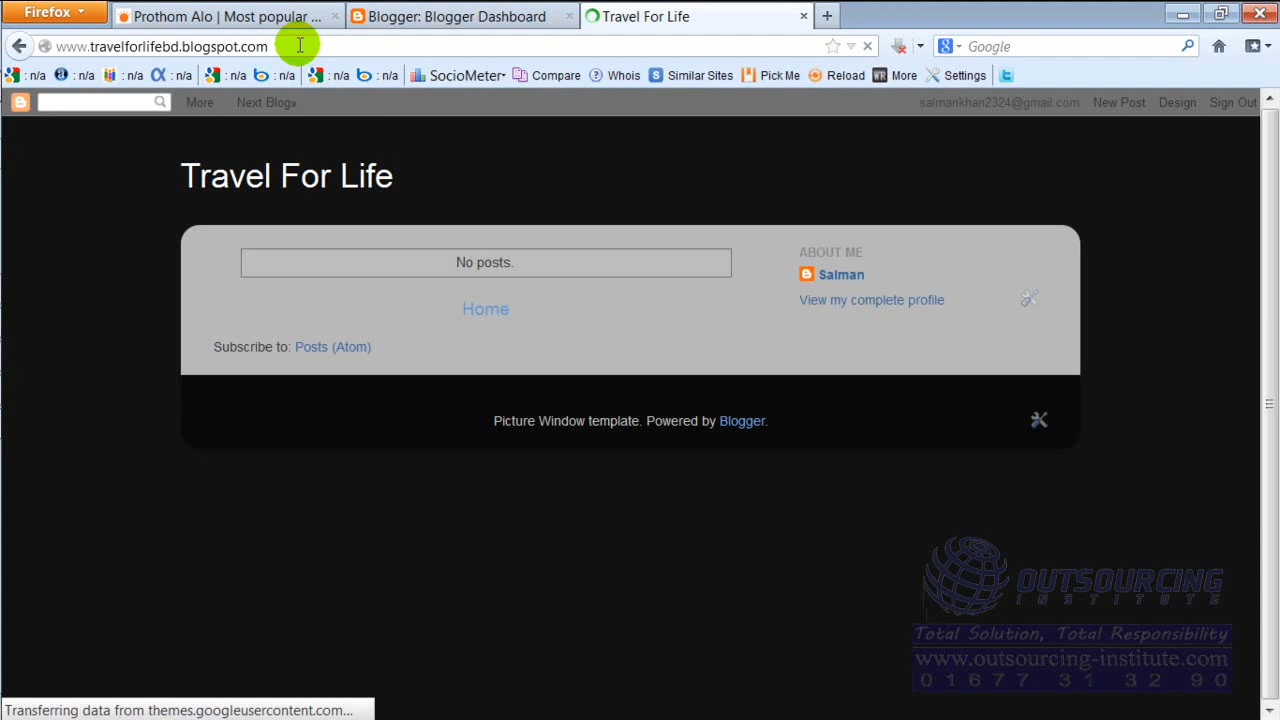 Firefox
Prothom Alo | Most popular ...
Blogger: Blogger Dashboard
Travel For Life
www.travelforlifebd.blogspot.com
Google
: n/a : n/a : n/a : n/a : n/a : n/a : n/a : n/a SocioMeter Compare Whois Similar Sites Pick Me Reload WR More Settings
More Next Blog» salmankhan2324@gmail.com New Post Design Sign Out
Travel For Life
No posts.
Home
Subscribe to: Posts (Atom)
ABOUT ME
Salman
View my complete profile
Picture Window template. Powered by Blogger.
OUTSOURCING
INSTITUTE
Total Solution, Total Responsibility
www.outsourcing-institute.com
01677 31 32 90
Transferring data from themes.googleusercontent.com...